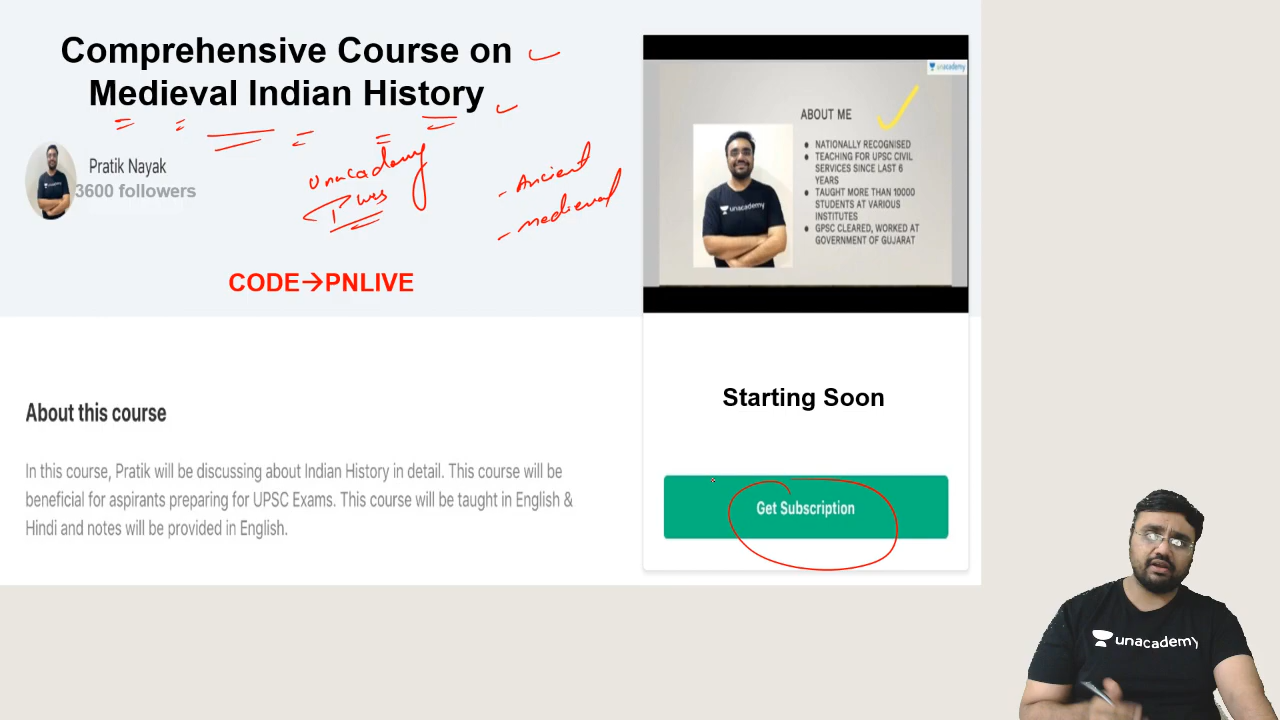 Comprehensive Course on
Medieval Indian History
Pratik Nayak
3600 followers
unacademy
Plus
- Ancient
- medieval
CODE→PNLIVE
unacademy
ABOUT ME
● NATIONALLY RECOGNISED
● TEACHING FOR UPSC CIVIL
SERVICES SINCE LAST 6
YEARS
● TAUGHT MORE THAN 10000
STUDENTS AT VARIOUS
INSTITUTES
● GPSC CLEARED, WORKED AT
GOVERNMENT OF GUJARAT
unacademy
Starting Soon
Get Subscription
About this course
In this course, Pratik will be discussing about Indian History in detail. This course will be
beneficial for aspirants preparing for UPSC Exams. This course will be taught in English &
Hindi and notes will be provided in English.
unacademy